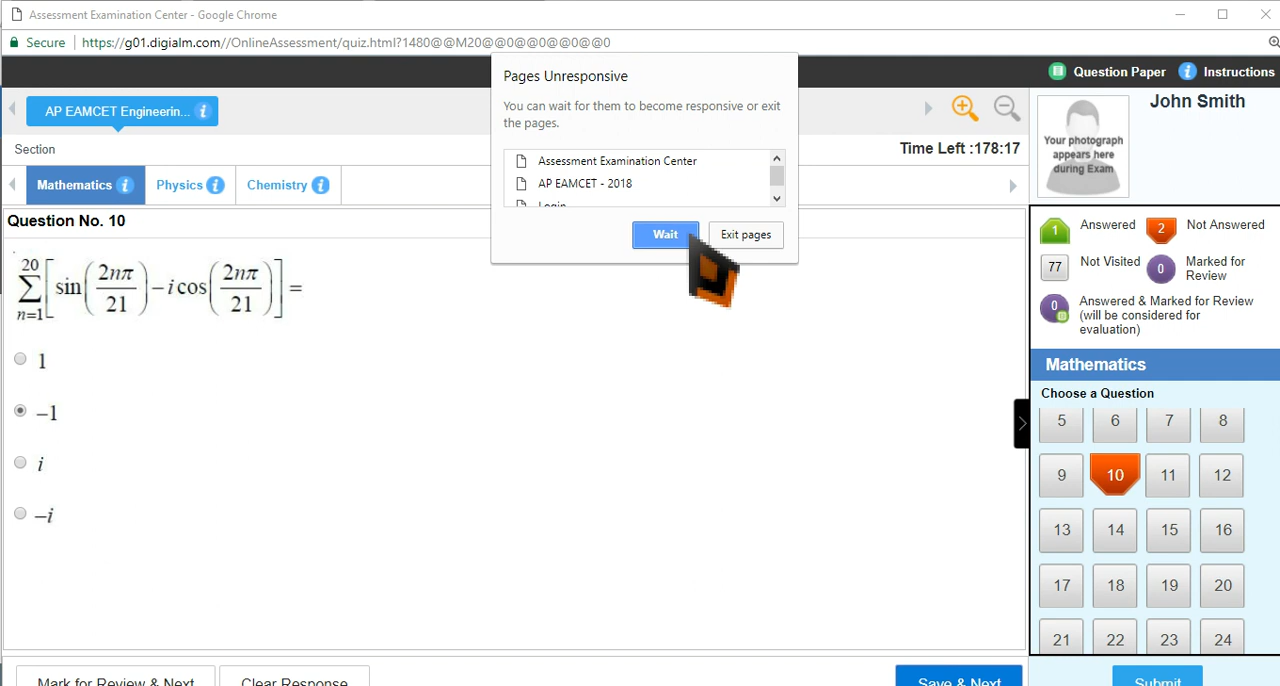 Assessment Examination Center - Google Chrome
Secure | https://g01.digialm.com//OnlineAssessment/quiz.html?1480@@M20@@0@@0@@0@@0
Pages Unresponsive
You can wait for them to become responsive or exit
the pages.
Assessment Examination Center
AP EAMCET - 2018
Login
Wait
Exit pages
Question Paper
Instructions
AP EAMCET Engineerin...
Section
Time Left :178:17
Mathematics
Physics
Chemistry
John Smith
Your photograph
appears here
during Exam
Question No. 10
∑_{n=1}^{20} [ sin( 2nπ/21 ) − i cos( 2nπ/21 ) ] =
1
−1
i
−i
1 Answered
2 Not Answered
77 Not Visited
0 Marked for
Review
0 Answered & Marked for Review
(will be considered for
evaluation)
Mathematics
Choose a Question
5 6 7 8
9 10 11 12
13 14 15 16
17 18 19 20
21 22 23 24
Mark for Review & Next
Clear Response
Save & Next
Submit